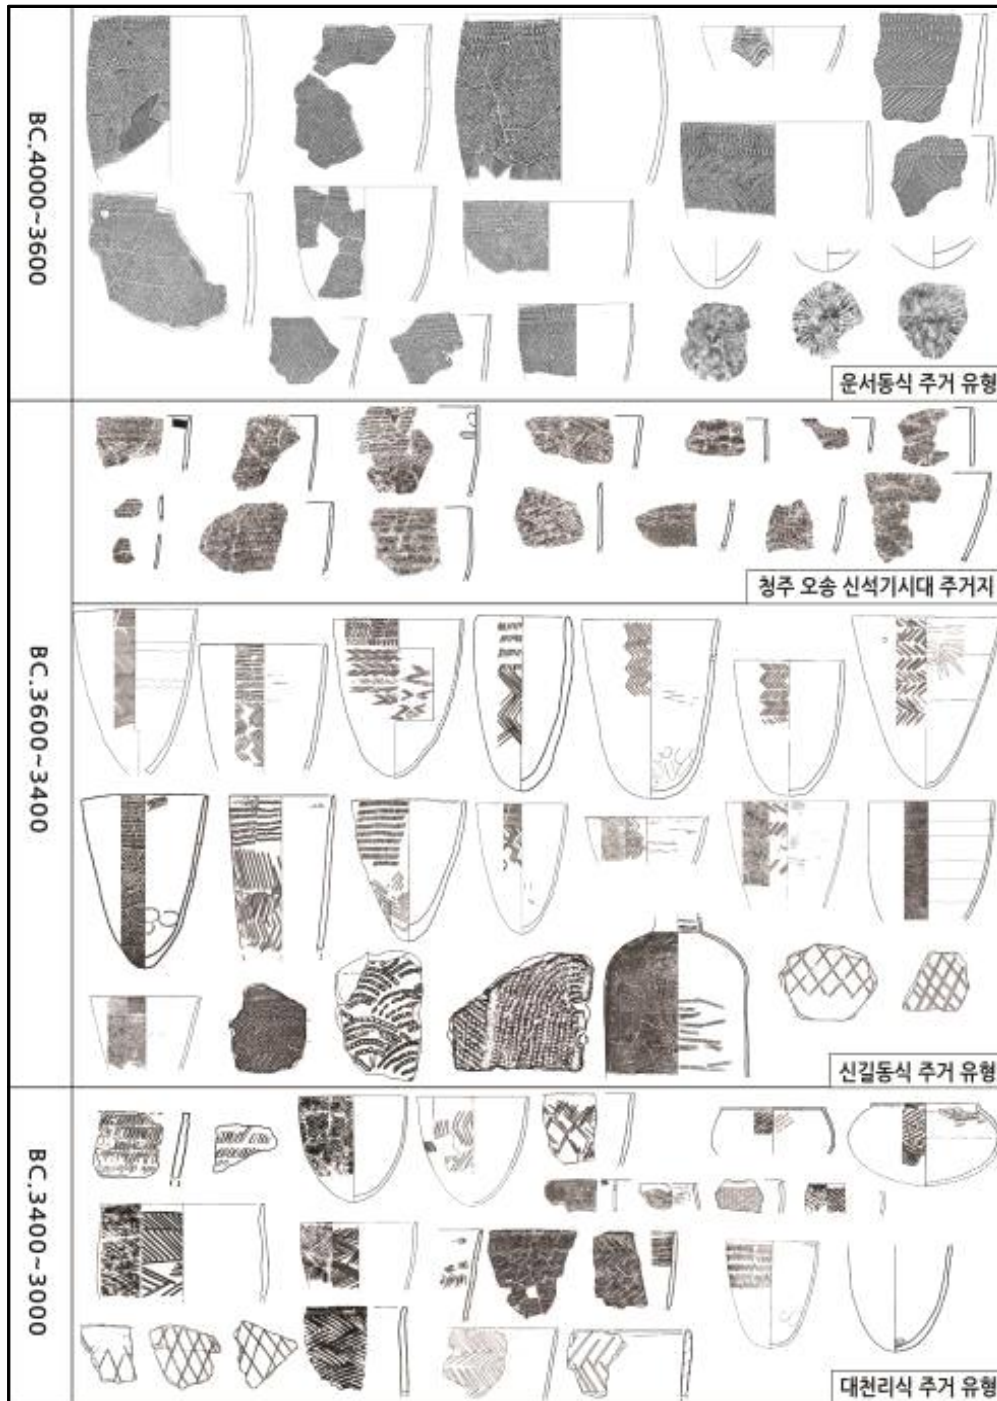 BC.4000~3600
운서동식 주거 유형
BC.3600~3400
청주 오송 신석기시대 주거지
신길동식 주거 유형
BC.3400~3000
대천리식 주거 유형